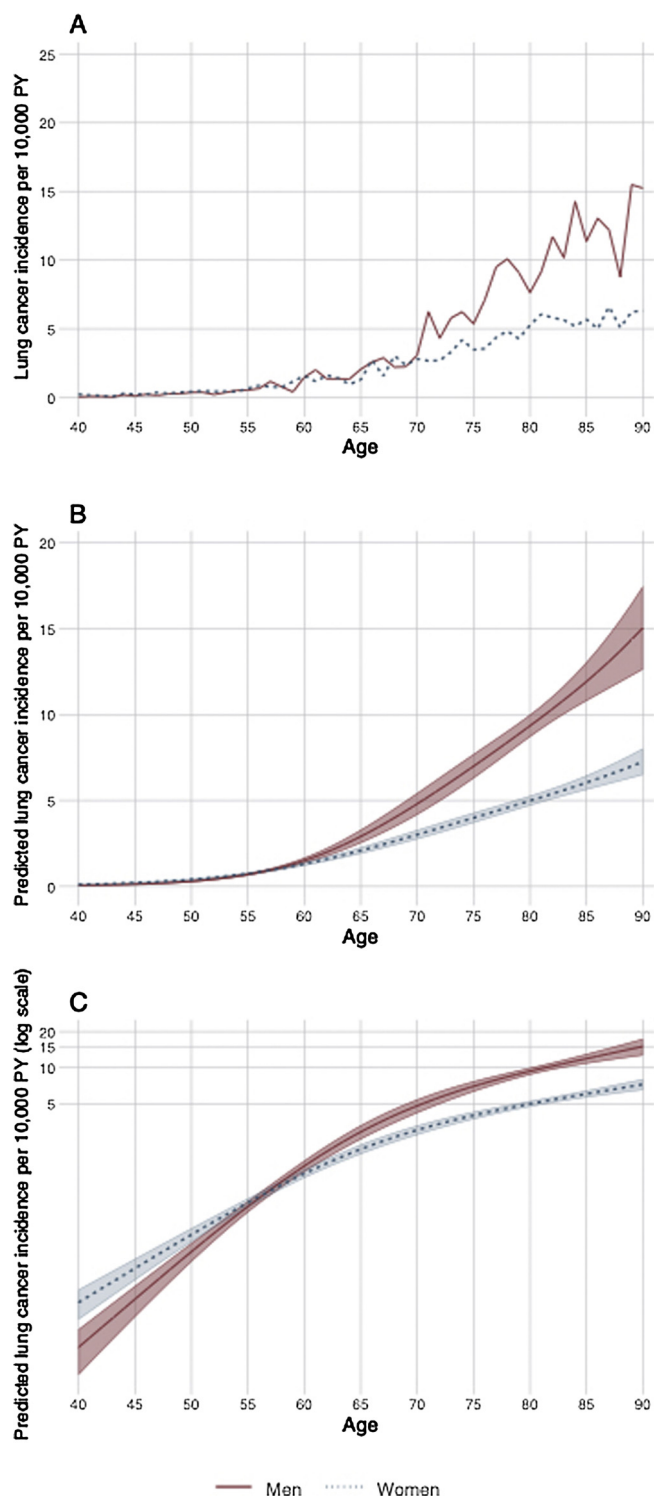 A
Lung cancer incidence per 10,000 PY
25
20
15
10
5
0
40 45 50 55 60 65 70 75 80 85 90
Age
B
Predicted lung cancer incidence per 10,000 PY
20
15
10
5
0
40 45 50 55 60 65 70 75 80 85 90
Age
C
Predicted lung cancer incidence per 10,000 PY (log scale)
20
15
10
5
40 45 50 55 60 65 70 75 80 85 90
Age
Men Women